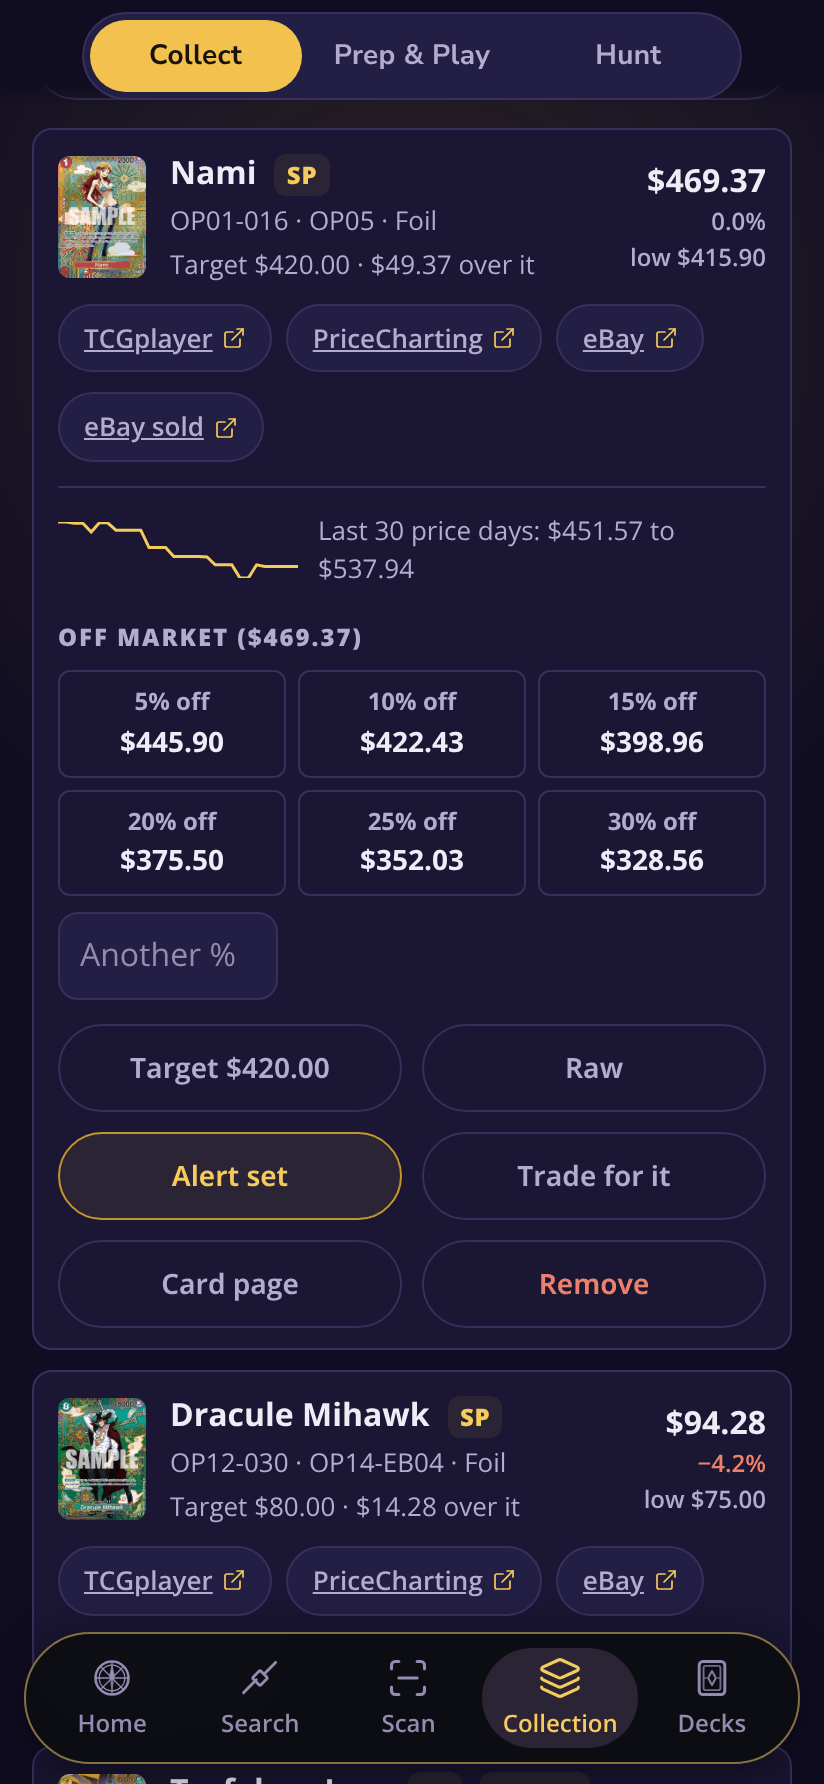 Collect Prep & Play Hunt
Nami SP
$469.37
OP01-016 · OP05 · Foil
0.0%
Target $420.00 · $49.37 over it
low $415.90
SAMPLE
TCGplayer PriceCharting eBay
eBay sold
Last 30 price days: $451.57 to
$537.94
OFF MARKET ($469.37)
5% off 10% off 15% off
$445.90 $422.43 $398.96
20% off 25% off 30% off
$375.50 $352.03 $328.56
Another %
Target $420.00 Raw
Alert set Trade for it
Card page Remove
Dracule Mihawk SP
$94.28
OP12-030 · OP14-EB04 · Foil
−4.2%
Target $80.00 · $14.28 over it
low $75.00
SAMPLE
Dracule Mihawk
TCGplayer PriceCharting eBay
Home Search Scan Collection Decks